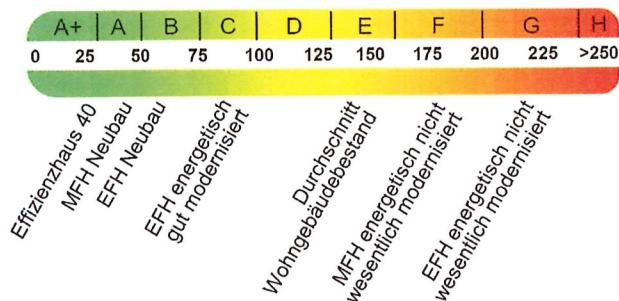 A+ A B C D E F G H
0 25 50 75 100 125 150 175 200 225 >250
Effizienzhaus 40
MFH Neubau
EFH Neubau
EFH energetisch
gut modernisiert
Durchschnitt
Wohngebäudebestand
MFH energetisch nicht
wesentlich modernisiert
EFH energetisch nicht
wesentlich modernisiert